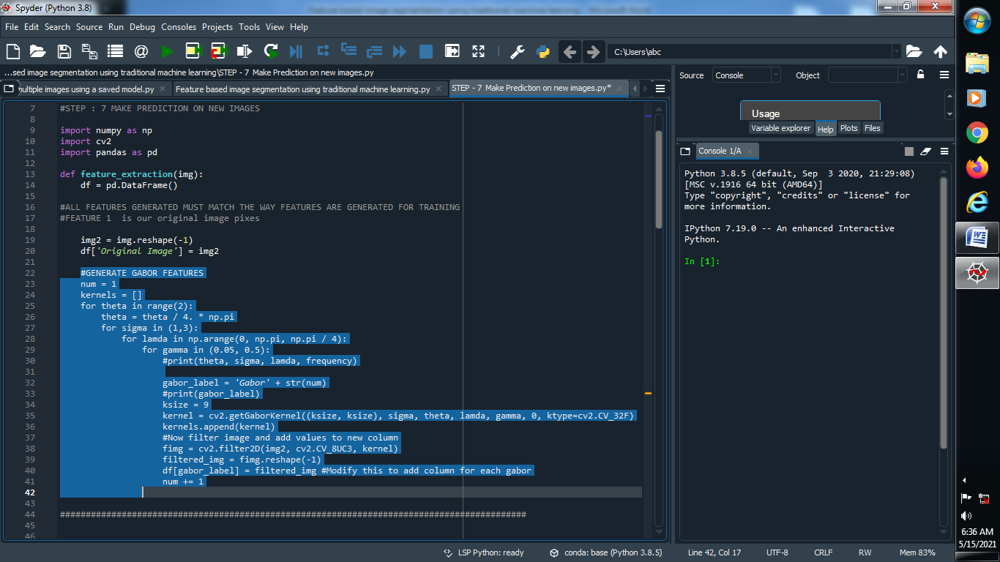 Spyder (Python 3.8)
File Edit Search Source Run Debug Consoles Projects Tools View Help
C:\Users\abc
...sed image segmentation using traditional machine learning\STEP - 7 Make Prediction on new images.py
multiple images using a saved model.py
Feature based image segmentation using traditional machine learning.py
STEP - 7 Make Prediction on new images.py*
7 #STEP : 7 MAKE PREDICTION ON NEW IMAGES
8
9 import numpy as np
10 import cv2
11 import pandas as pd
12
13 def feature_extraction(img):
14 df = pd.DataFrame()
15
16 #ALL FEATURES GENERATED MUST MATCH THE WAY FEATURES ARE GENERATED FOR TRAINING
17 #FEATURE 1  is our original image pixes
18
19 img2 = img.reshape(-1)
20 df['Original Image'] = img2
21
22 #GENERATE GABOR FEATURES
23 num = 1
24 kernels = []
25 for theta in range(2):
26 theta = theta / 4. * np.pi
27 for sigma in (1,3):
28 for lamda in np.arange(0, np.pi, np.pi / 4):
29 for gamma in (0.05, 0.5):
30 #print(theta, sigma, lamda, frequency)
31
32 gabor_label = 'Gabor' + str(num)
33 #print(gabor_label)
34 ksize = 9
35 kernel = cv2.getGaborKernel((ksize, ksize), sigma, theta, lamda, gamma, 0, ktype=cv2.CV_32F)
36 kernels.append(kernel)
37 #Now filter image and add values to new column
38 fimg = cv2.filter2D(img2, cv2.CV_8UC3, kernel)
39 filtered_img = fimg.reshape(-1)
40 df[gabor_label] = filtered_img #Modify this to add column for each gabor
41 num += 1
42
43
44 ###########################################################################################
45
46
Source Console Object
Usage
Variable explorer Help Plots Files
Console 1/A
Python 3.8.5 (default, Sep  3 2020, 21:29:08)
[MSC v.1916 64 bit (AMD64)]
Type "copyright", "credits" or "license" for
more information.
IPython 7.19.0 -- An enhanced Interactive
Python.
In [1]:
LSP Python: ready conda: base (Python 3.8.5) Line 42, Col 17 UTF-8 CRLF RW Mem 83%
6:36 AM
5/15/2021